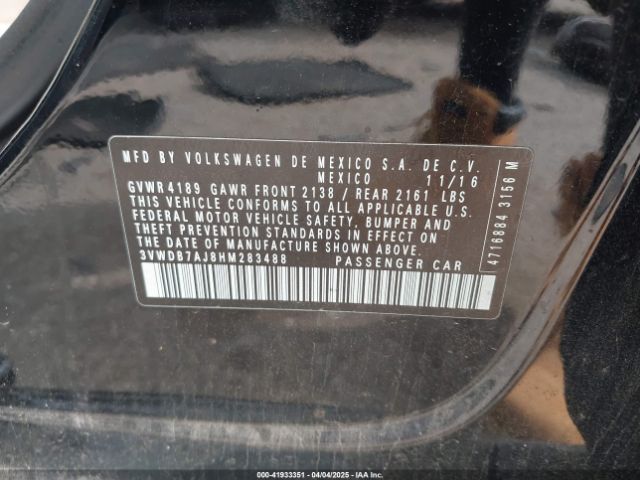 MFD BY VOLKSWAGEN DE MEXICO S.A. DE C.V.
MEXICO 11/16
GVWR 4189 GAWR FRONT 2138 / REAR 2161 LBS
THIS VEHICLE CONFORMS TO ALL APPLICABLE U.S.
FEDERAL MOTOR VEHICLE SAFETY, BUMPER AND
THEFT PREVENTION STANDARDS IN EFFECT ON
THE DATE OF MANUFACTURE SHOWN ABOVE.
3VWDB7AJ8HM283488 PASSENGER CAR
4716884 3156 M
000-41933351 - 04/04/2025 - IAAI.COM